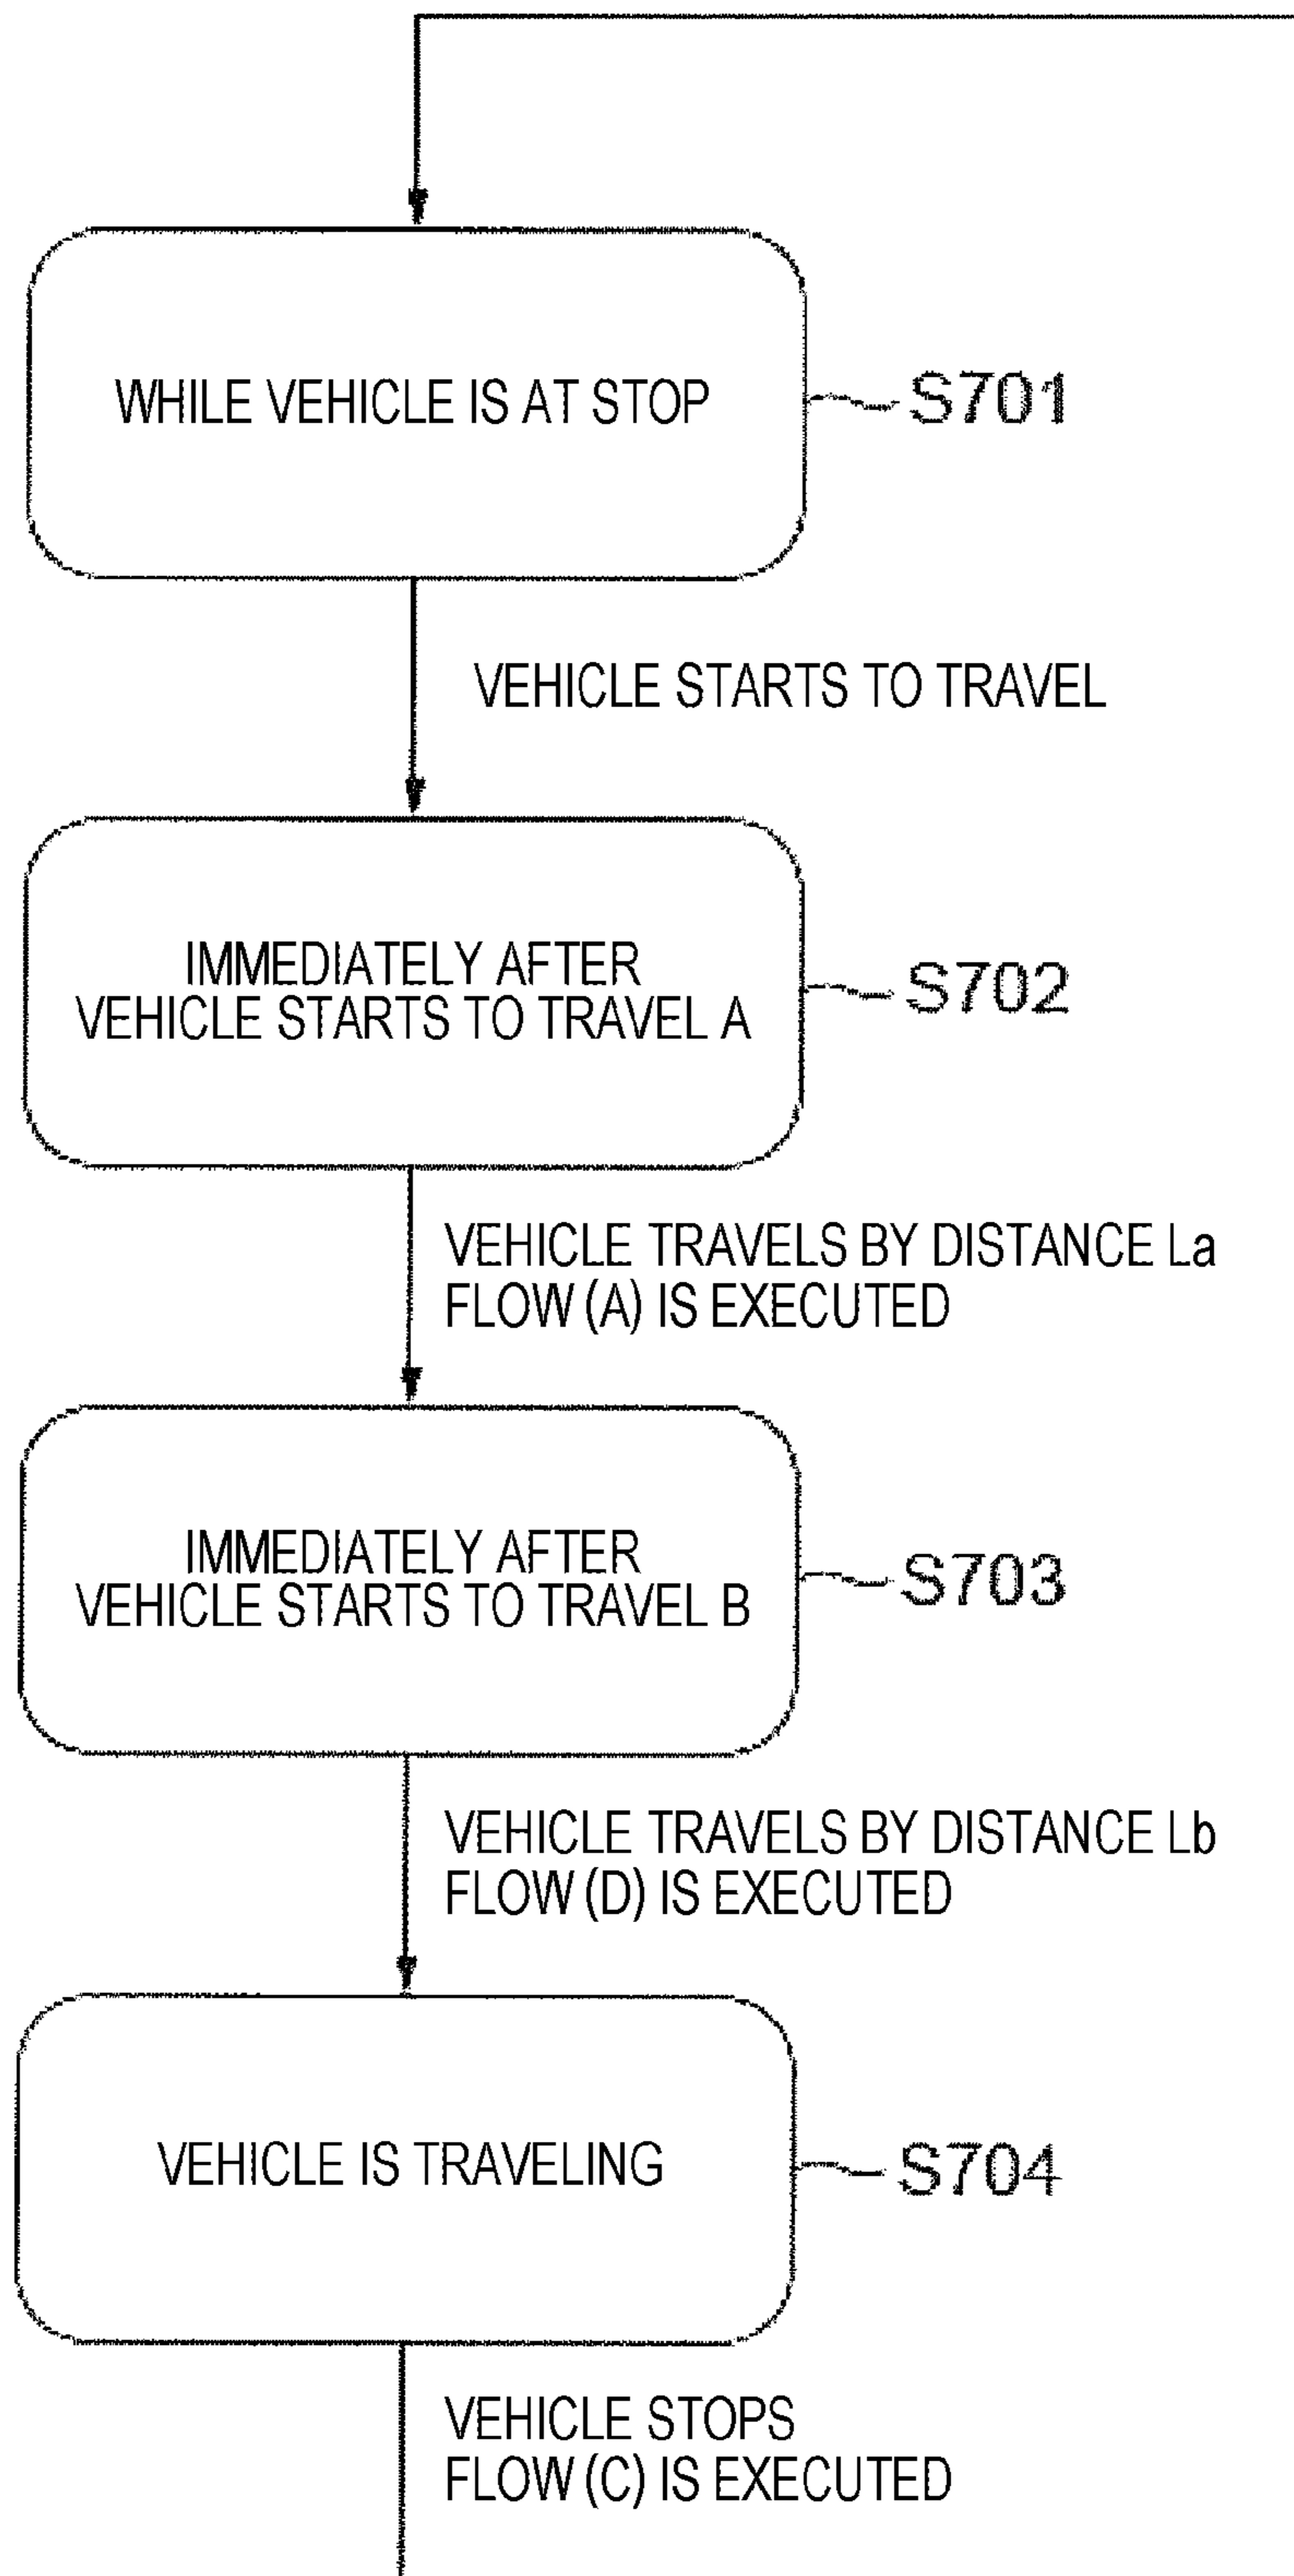 WHILE VEHICLE IS AT STOP
S701
VEHICLE STARTS TO TRAVEL
IMMEDIATELY AFTER
VEHICLE STARTS TO TRAVEL A
S702
VEHICLE TRAVELS BY DISTANCE La
FLOW (A) IS EXECUTED
IMMEDIATELY AFTER
VEHICLE STARTS TO TRAVEL B
S703
VEHICLE TRAVELS BY DISTANCE Lb
FLOW (D) IS EXECUTED
VEHICLE IS TRAVELING
S704
VEHICLE STOPS
FLOW (C) IS EXECUTED